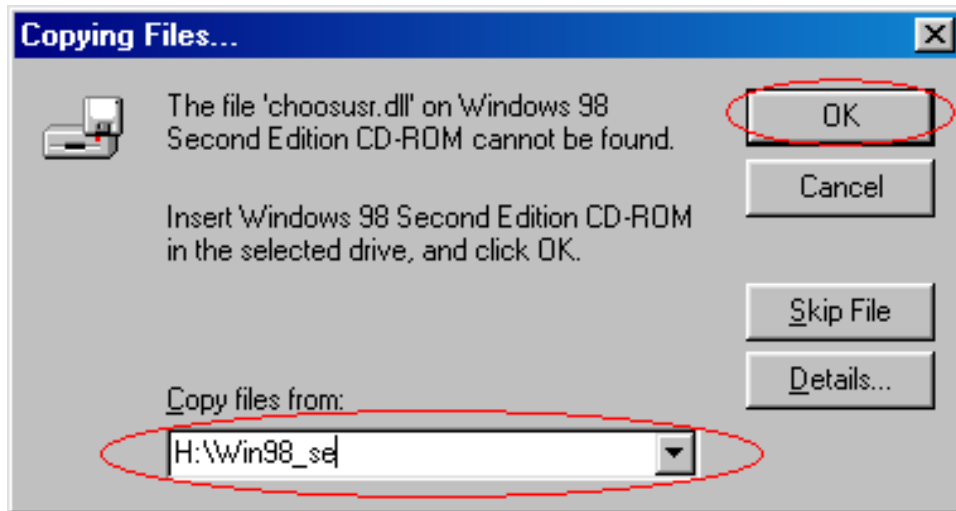 Copying Files...
The file 'choosusr.dll' on Windows 98
Second Edition CD-ROM cannot be found.
Insert Windows 98 Second Edition CD-ROM
in the selected drive, and click OK.
OK
Cancel
Skip File
Details...
Copy files from:
H:\Win98_se